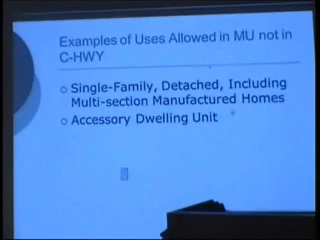 Examples of Uses Allowed in MU not in
C-HWY
Single-Family, Detached, Including
Multi-section Manufactured Homes
Accessory Dwelling Unit